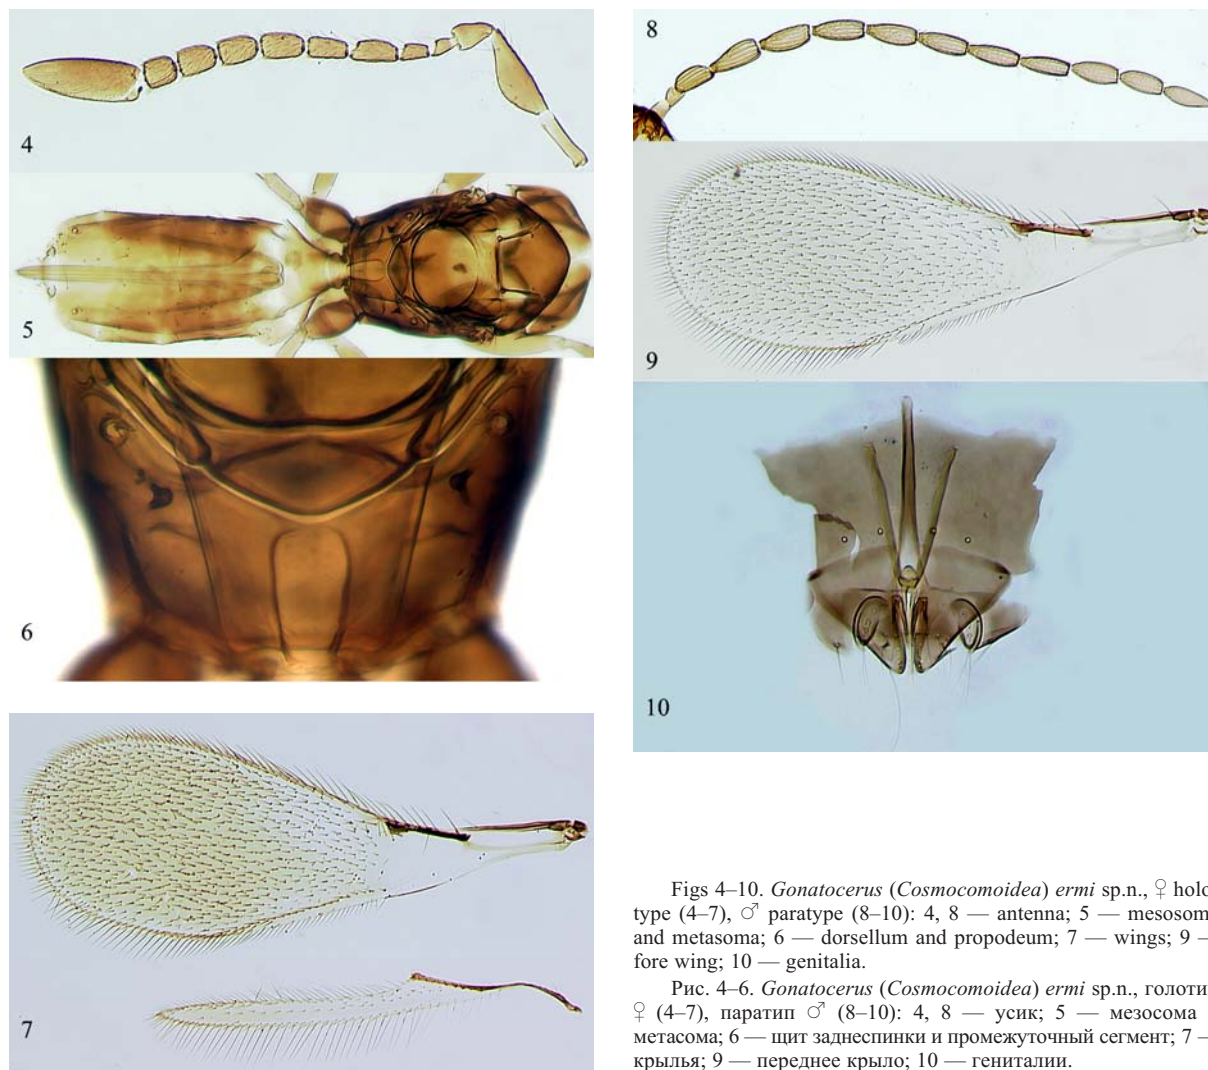 4
5
6
7
8
9
10
Figs 4–10. Gonatocerus (Cosmocomoidea) ermi sp.n., ♀ holo
type (4–7), ♂ paratype (8–10): 4, 8 — antenna; 5 — mesosom
and metasoma; 6 — dorsellum and propodeum; 7 — wings; 9 –
fore wing; 10 — genitalia.
Рис. 4–6. Gonatocerus (Cosmocomoidea) ermi sp.n., голоти
♀ (4–7), паратип ♂ (8–10): 4, 8 — усик; 5 — мезосома
метасома; 6 — щит заднеспинки и промежуточный сегмент; 7 –
крылья; 9 — переднее крыло; 10 — гениталии.